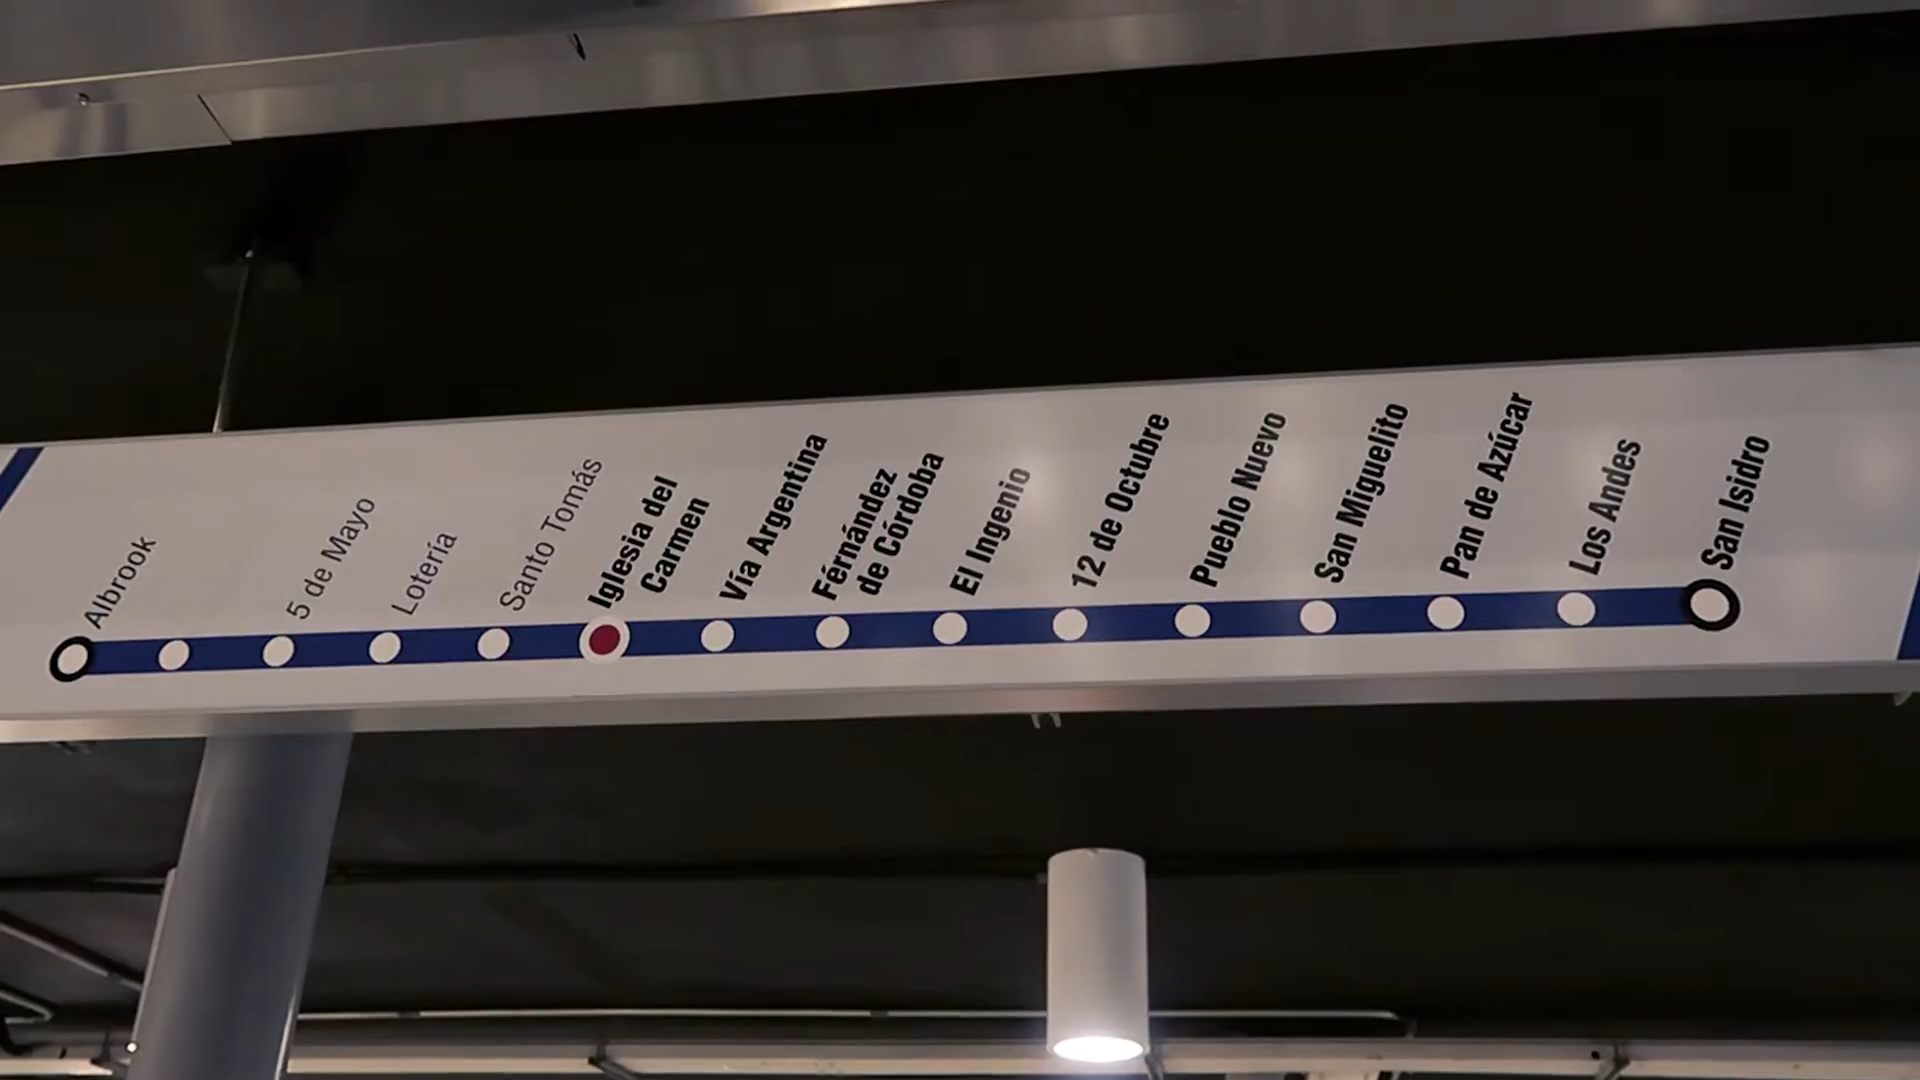 Albrook
5 de Mayo
Lotería
Santo Tomás
Iglesia del
Carmen
Vía Argentina
Férnández
de Córdoba
El Ingenio
12 de Octubre
Pueblo Nuevo
San Miguelito
Pan de Azúcar
Los Andes
San Isidro